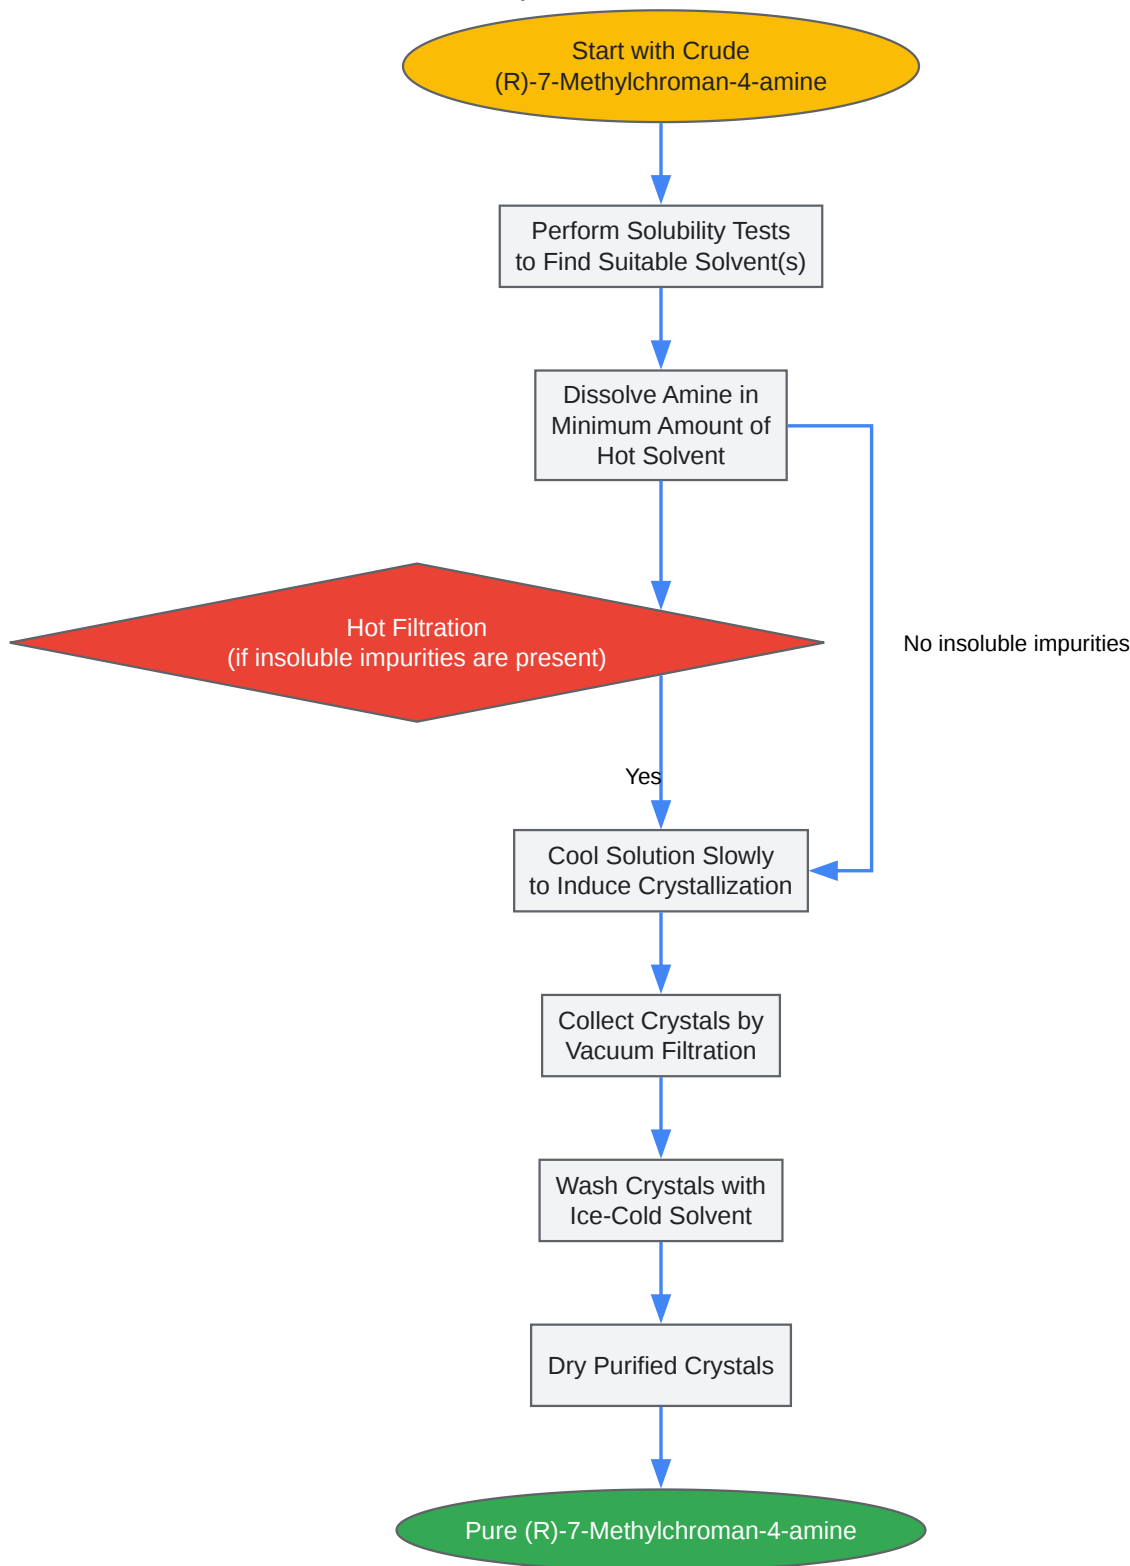 Start with Crude
(R)-7-Methylchroman-4-amine
Perform Solubility Tests
to Find Suitable Solvent(s)
Dissolve Amine in
Minimum Amount of
Hot Solvent
Hot Filtration
(if insoluble impurities are present)
No insoluble impurities
Yes
Cool Solution Slowly
to Induce Crystallization
Collect Crystals by
Vacuum Filtration
Wash Crystals with
Ice-Cold Solvent
Dry Purified Crystals
Pure (R)-7-Methylchroman-4-amine